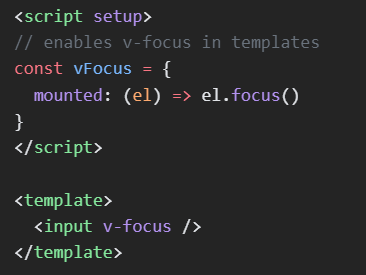 <script setup>
// enables v-focus in templates
const vFocus = {
  mounted: (el) => el.focus()
}
</script>

<template>
  <input v-focus />
</template>